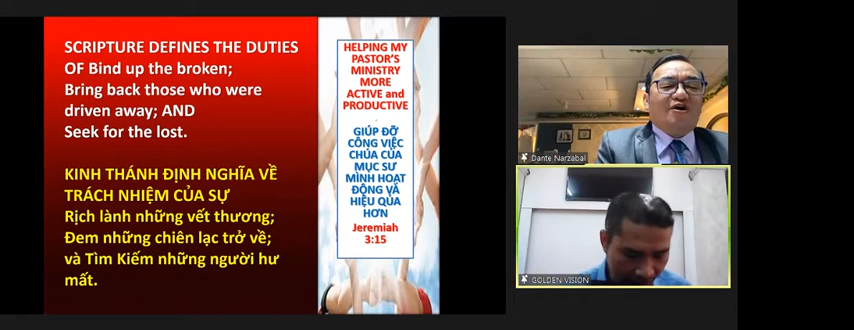 SCRIPTURE DEFINES THE DUTIES
OF Bind up the broken;
Bring back those who were
driven away; AND
Seek for the lost.
KINH THÁNH ĐỊNH NGHĨA VỀ
TRÁCH NHIỆM CỦA SỰ
Rịch lành những vết thương;
Đem những chiên lạc trở về;
và Tìm Kiếm những người hư
mất.
HELPING MY
PASTOR'S
MINISTRY
MORE
ACTIVE and
PRODUCTIVE
GIÚP ĐỠ
CÔNG VIỆC
CHÚA CỦA
MỤC SƯ
MÌNH HOẠT
ĐỘNG VÀ
HIỆU QỦA
HƠN
Jeremiah
3:15
Dante Narzabal
GOLDEN VISION